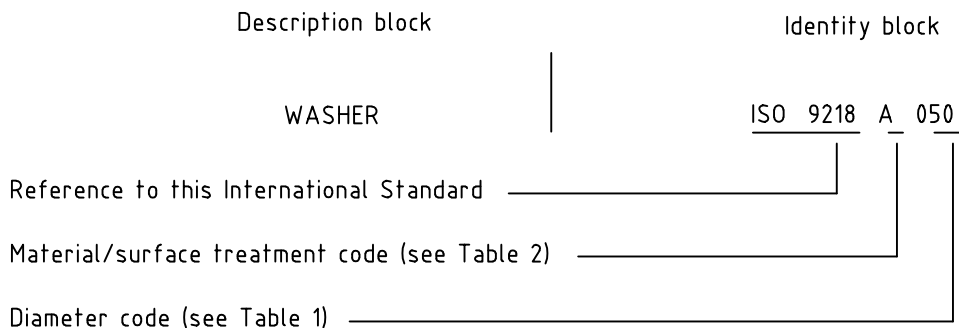 Description block Identity block
WASHER ISO 9218 A 050
Reference to this International Standard
Material/surface treatment code (see Table 2)
Diameter code (see Table 1)